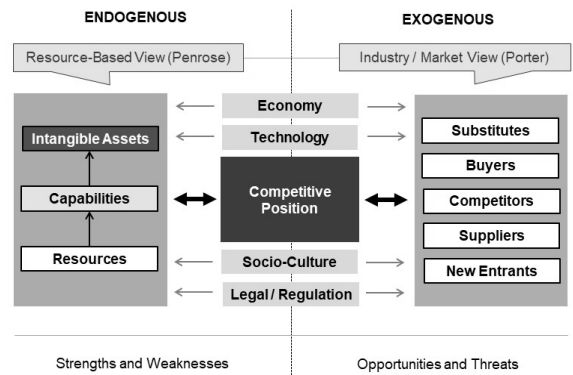 ENDOGENOUS
EXOGENOUS
Resource-Based View (Penrose)
Industry / Market View (Porter)
Intangible Assets
Capabilities
Resources
Economy
Technology
Competitive
Position
Socio-Culture
Legal / Regulation
Substitutes
Buyers
Competitors
Suppliers
New Entrants
Strengths and Weaknesses
Opportunities and Threats